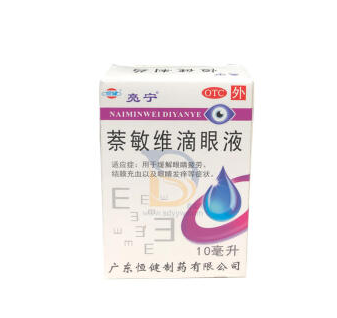 亮宁
OTC 外
NAIMINWEI DIYANYE
萘敏维滴眼液
适应症：用于缓解眼睛疲劳、
结膜充血以及眼睛发痒等症状。
E
10毫升
广东恒健制药有限公司